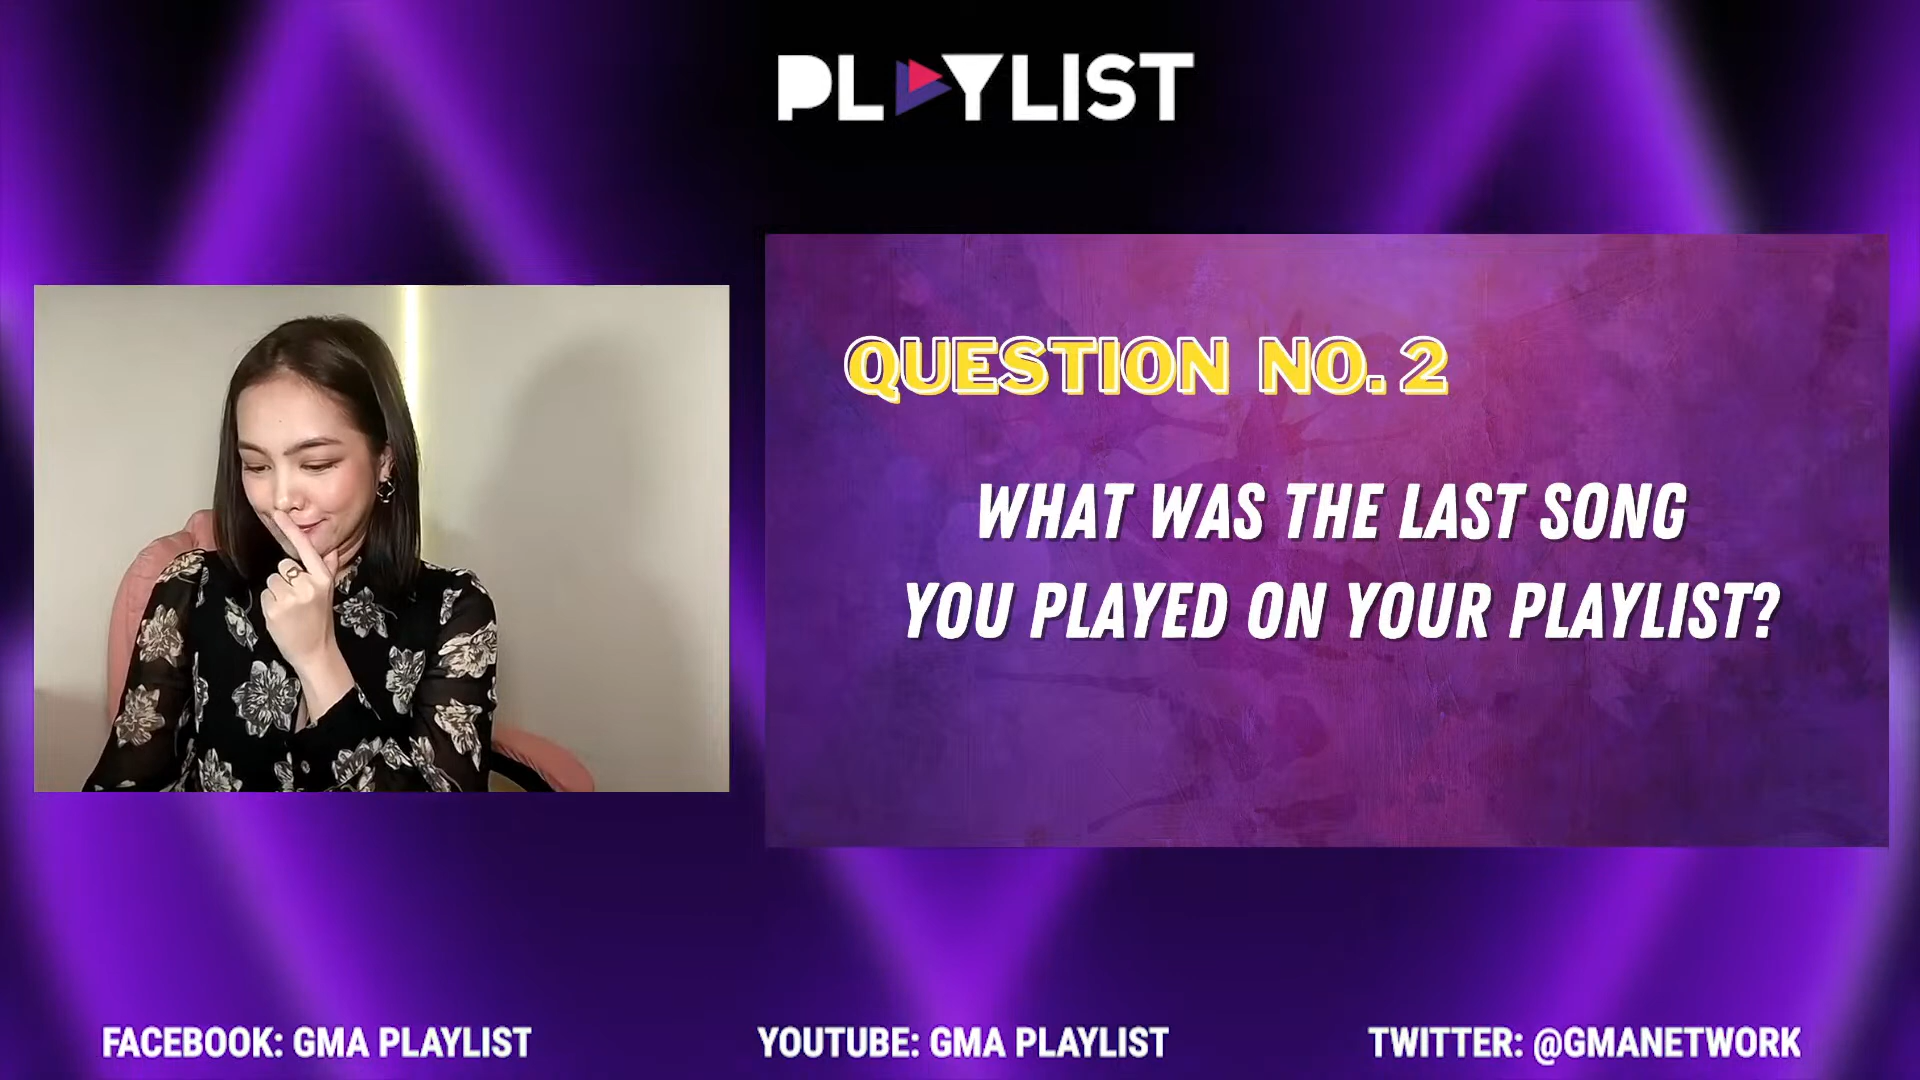 PLAYLIST
QUESTION NO. 2
WHAT WAS THE LAST SONG
YOU PLAYED ON YOUR PLAYLIST?
FACEBOOK: GMA PLAYLIST
YOUTUBE: GMA PLAYLIST
TWITTER: @GMANETWORK